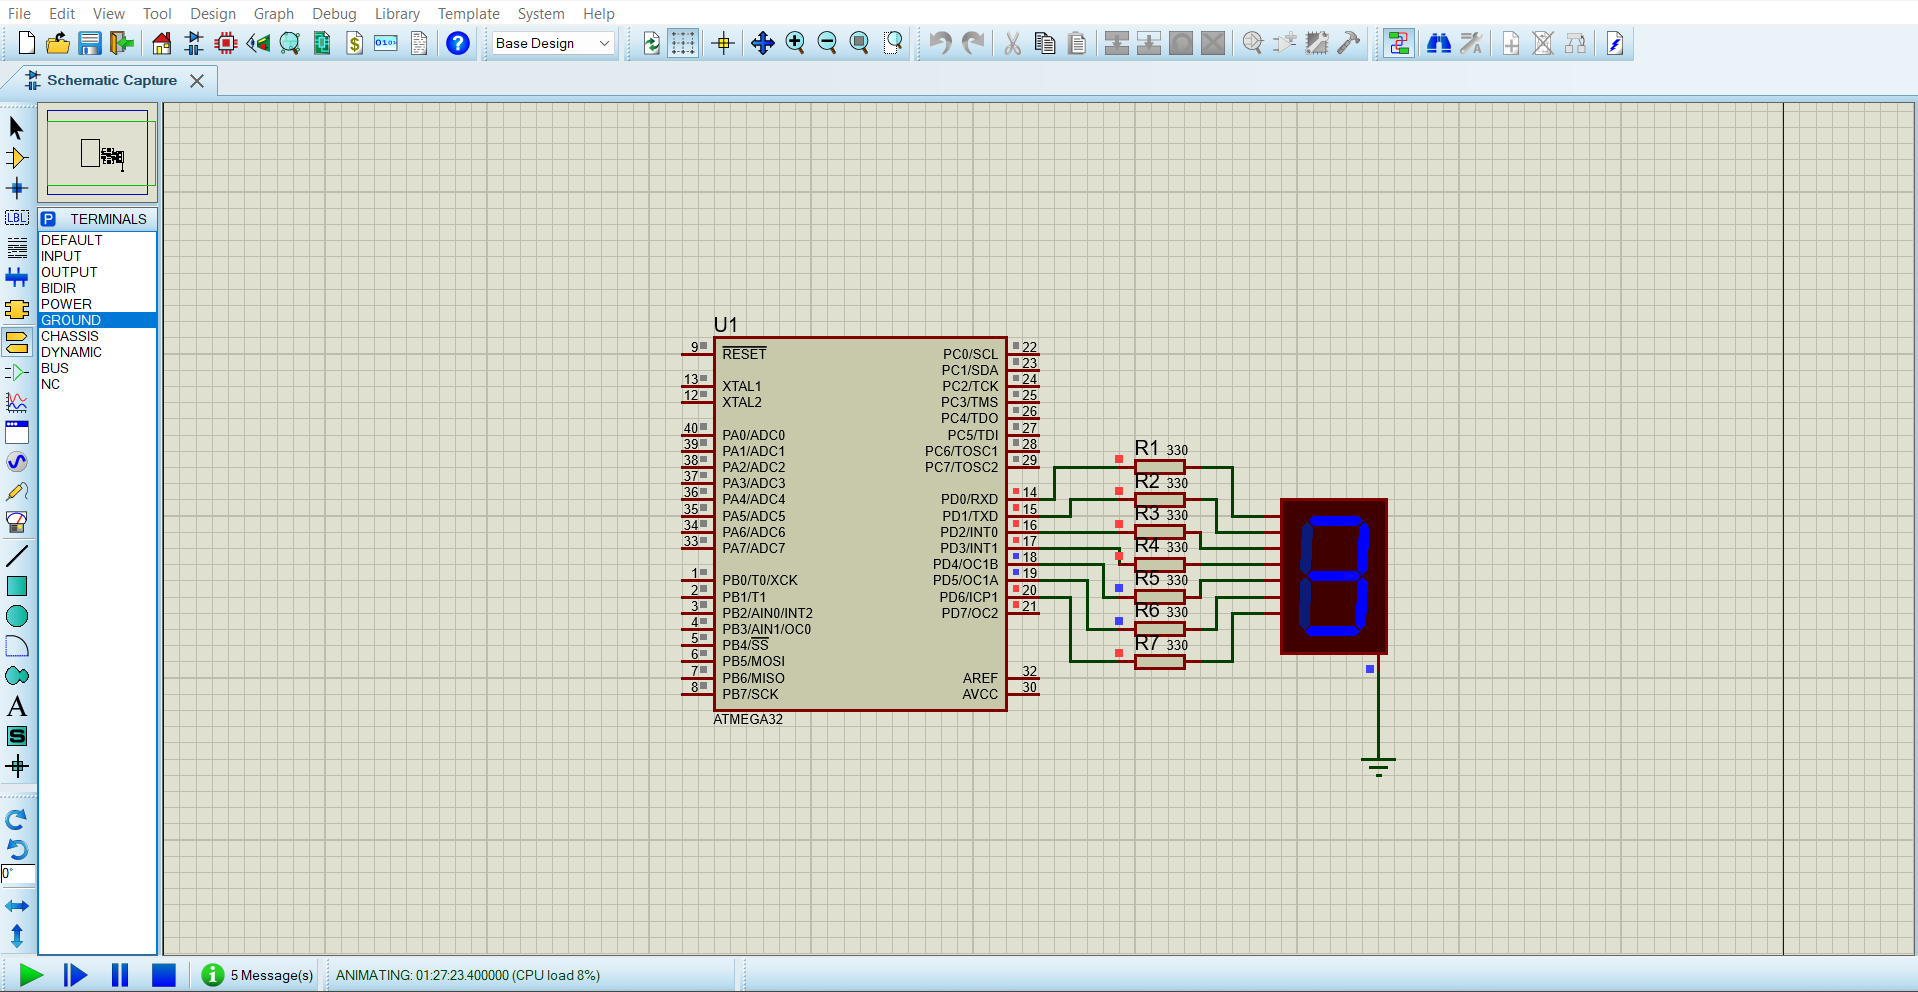 File Edit View Tool Design Graph Debug Library Template System Help
Base Design
Schematic Capture
LBL
P TERMINALS
DEFAULT
INPUT
OUTPUT
BIDIR
POWER
GROUND
CHASSIS
DYNAMIC
BUS
NC
A
S
0°
U1
9 RESET
13 XTAL1
12 XTAL2
40 PA0/ADC0
39 PA1/ADC1
38 PA2/ADC2
37 PA3/ADC3
36 PA4/ADC4
35 PA5/ADC5
34 PA6/ADC6
33 PA7/ADC7
1 PB0/T0/XCK
2 PB1/T1
3 PB2/AIN0/INT2
4 PB3/AIN1/OC0
5 PB4/SS
6 PB5/MOSI
7 PB6/MISO
8 PB7/SCK
PC0/SCL 22
PC1/SDA 23
PC2/TCK 24
PC3/TMS 25
PC4/TDO 26
PC5/TDI 27
PC6/TOSC1 28
PC7/TOSC2 29
PD0/RXD 14
PD1/TXD 15
PD2/INT0 16
PD3/INT1 17
PD4/OC1B 18
PD5/OC1A 19
PD6/ICP1 20
PD7/OC2 21
AREF 32
AVCC 30
ATMEGA32
R1 330
R2 330
R3 330
R4 330
R5 330
R6 330
R7 330
3
5 Message(s) ANIMATING: 01:27:23.400000 (CPU load 8%)